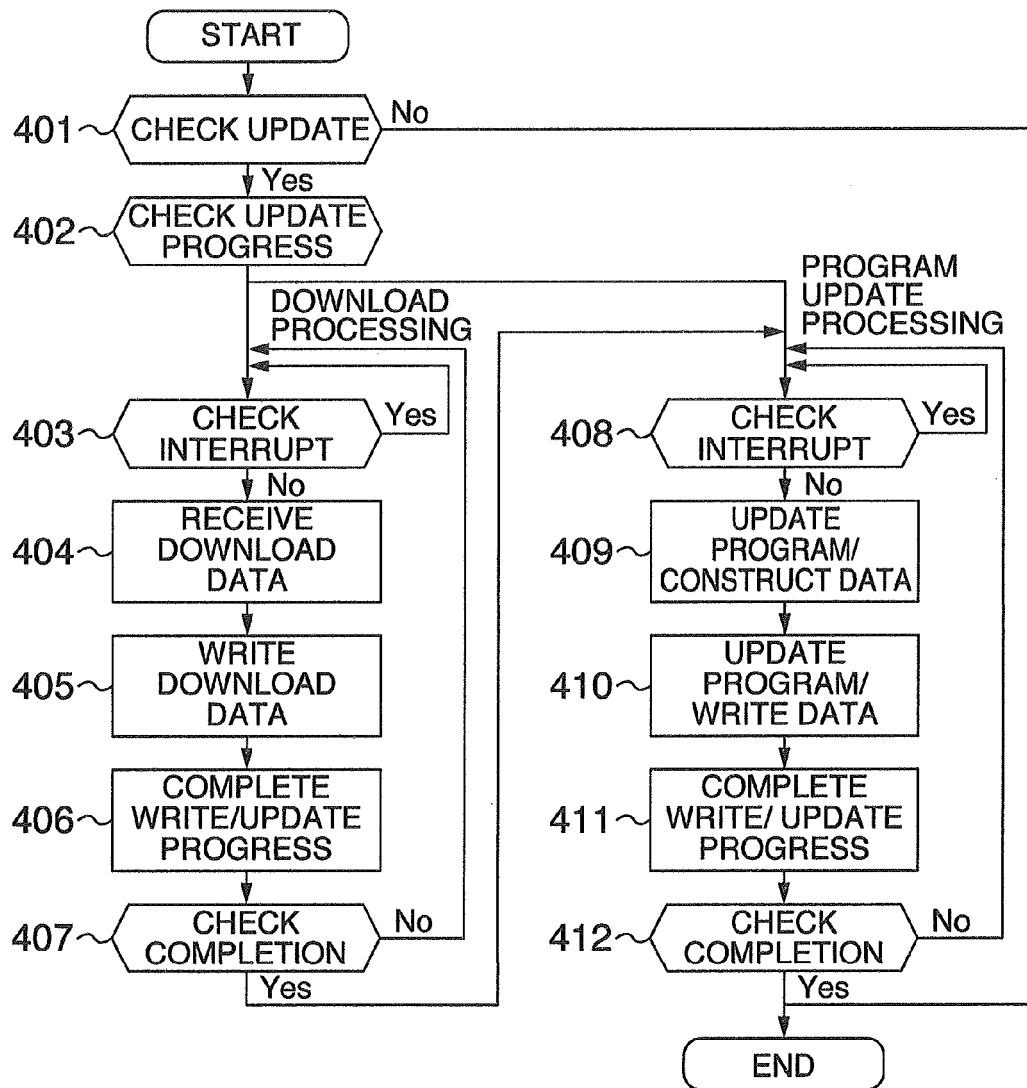 START
401
CHECK UPDATE
No
Yes
402
CHECK UPDATE
PROGRESS
DOWNLOAD
PROCESSING
403
CHECK
INTERRUPT
Yes
No
404
RECEIVE
DOWNLOAD
DATA
405
WRITE
DOWNLOAD
DATA
406
COMPLETE
WRITE/UPDATE
PROGRESS
407
CHECK
COMPLETION
No
Yes
PROGRAM
UPDATE
PROCESSING
408
CHECK
INTERRUPT
Yes
No
409
UPDATE
PROGRAM/
CONSTRUCT DATA
410
UPDATE
PROGRAM/
WRITE DATA
411
COMPLETE
WRITE/ UPDATE
PROGRESS
412
CHECK
COMPLETION
No
Yes
END